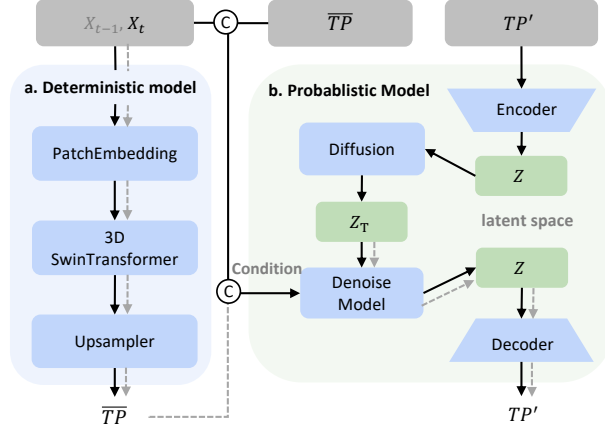 X_{t-1}, X_t
C
\overline{TP}
TP′
a. Deterministic model
b. Probablistic Model
Encoder
PatchEmbedding
Diffusion
Z
Z_T
latent space
3D
SwinTransformer
Condition
C
Denoise
Model
Z
Upsampler
Decoder
\overline{TP}
TP′